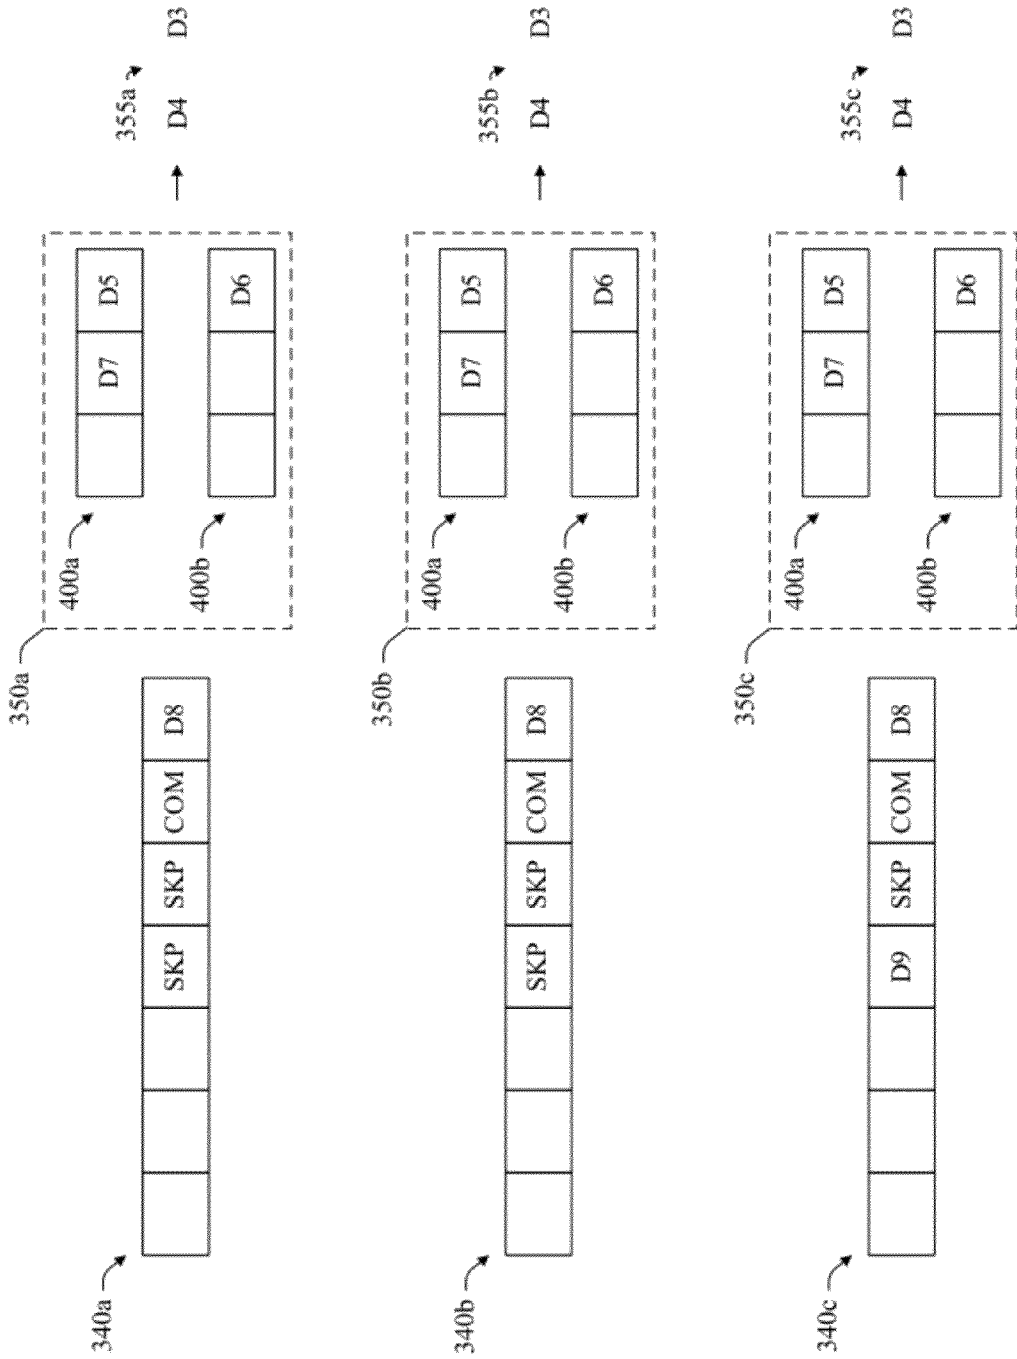 340a
SKP SKP COM D8
350a
400a
D7 D5
400b
D6
355a
D4 D3
340b
SKP SKP COM D8
350b
400a
D7 D5
400b
D6
355b
D4 D3
340c
D9 SKP COM D8
350c
400a
D7 D5
400b
D6
355c
D4 D3